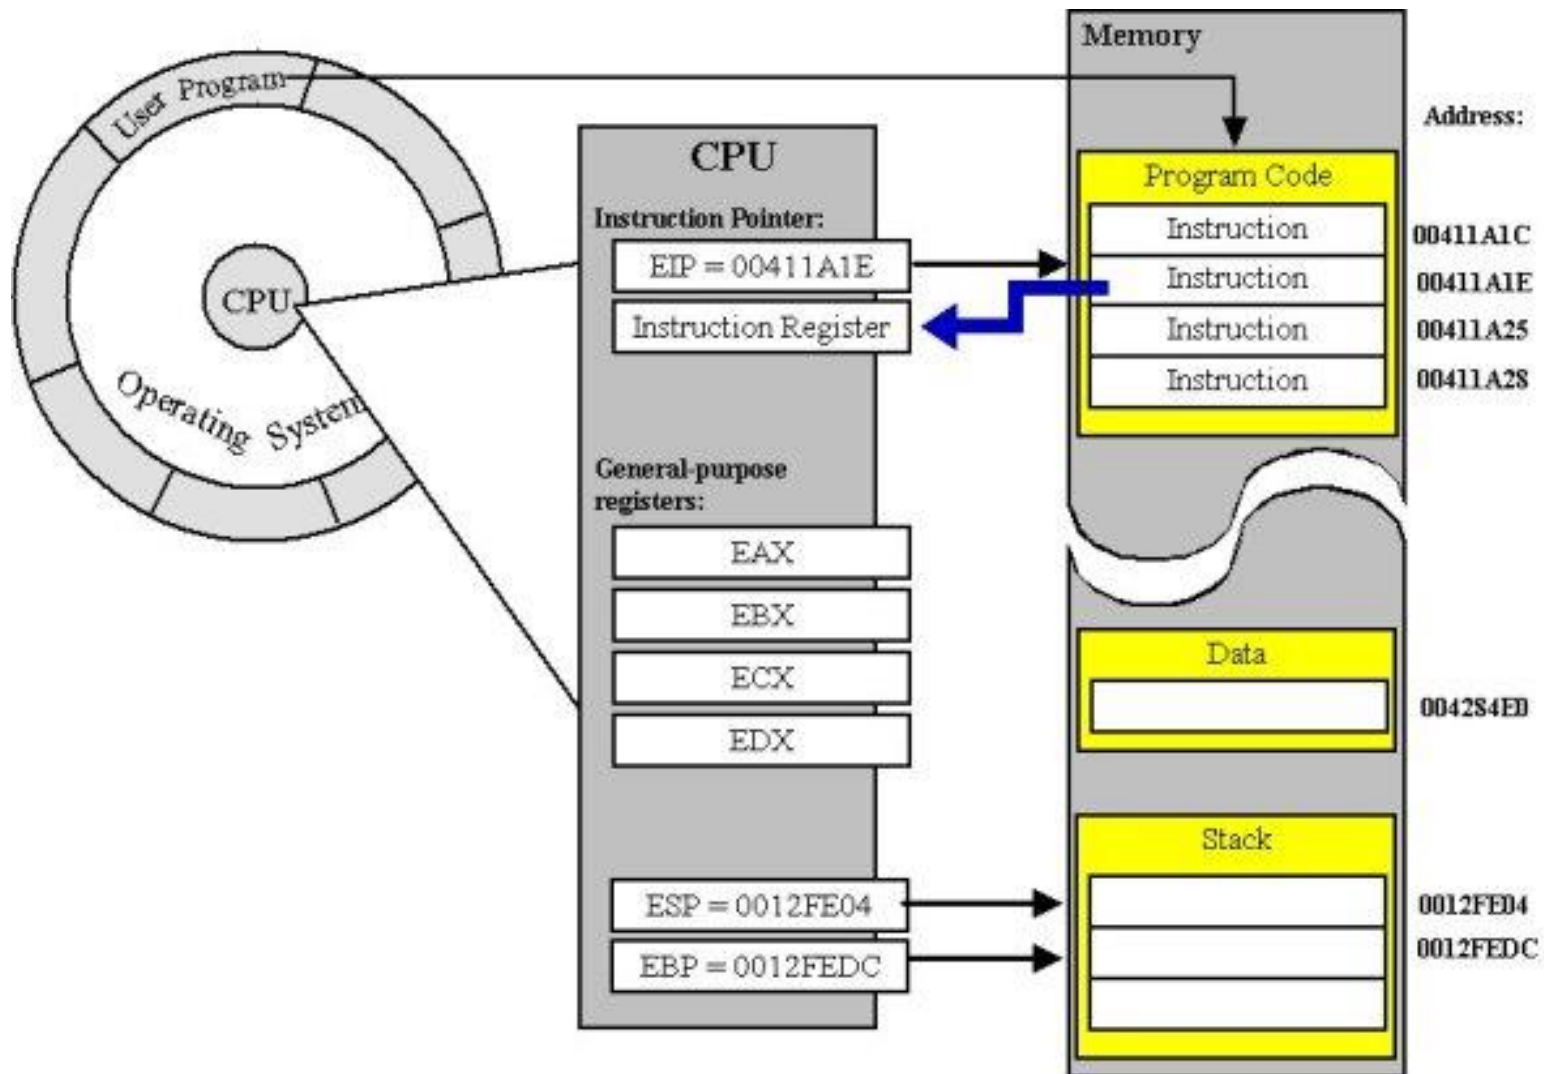 User Program
CPU
Operating System
CPU
Instruction Pointer:
EIP = 00411A1E
Instruction Register
General-purpose
registers:
EAX
EBX
ECX
EDX
ESP = 0012FE04
EBP = 0012FEDC
Memory
Address:
Program Code
Instruction
00411A1C
Instruction
00411A1E
Instruction
00411A25
Instruction
00411A28
Data
004284E0
Stack
0012FE04
0012FEDC